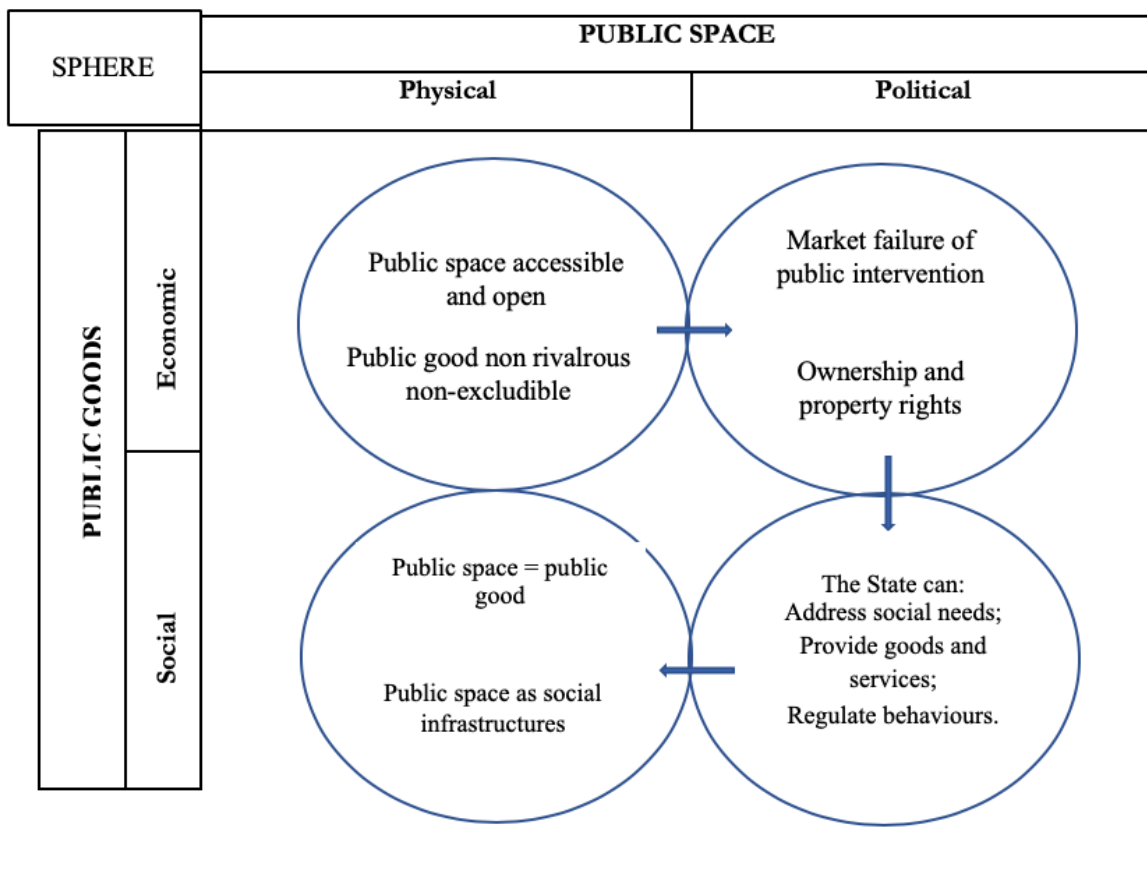 SPHERE
PUBLIC SPACE
Physical
Political
PUBLIC GOODS
Economic
Public space accessible
and open
Public good non rivalrous
non-excludible
Market failure of
public intervention
Ownership and
property rights
Social
Public space = public
good
Public space as social
infrastructures
The State can:
Address social needs;
Provide goods and
services;
Regulate behaviours.